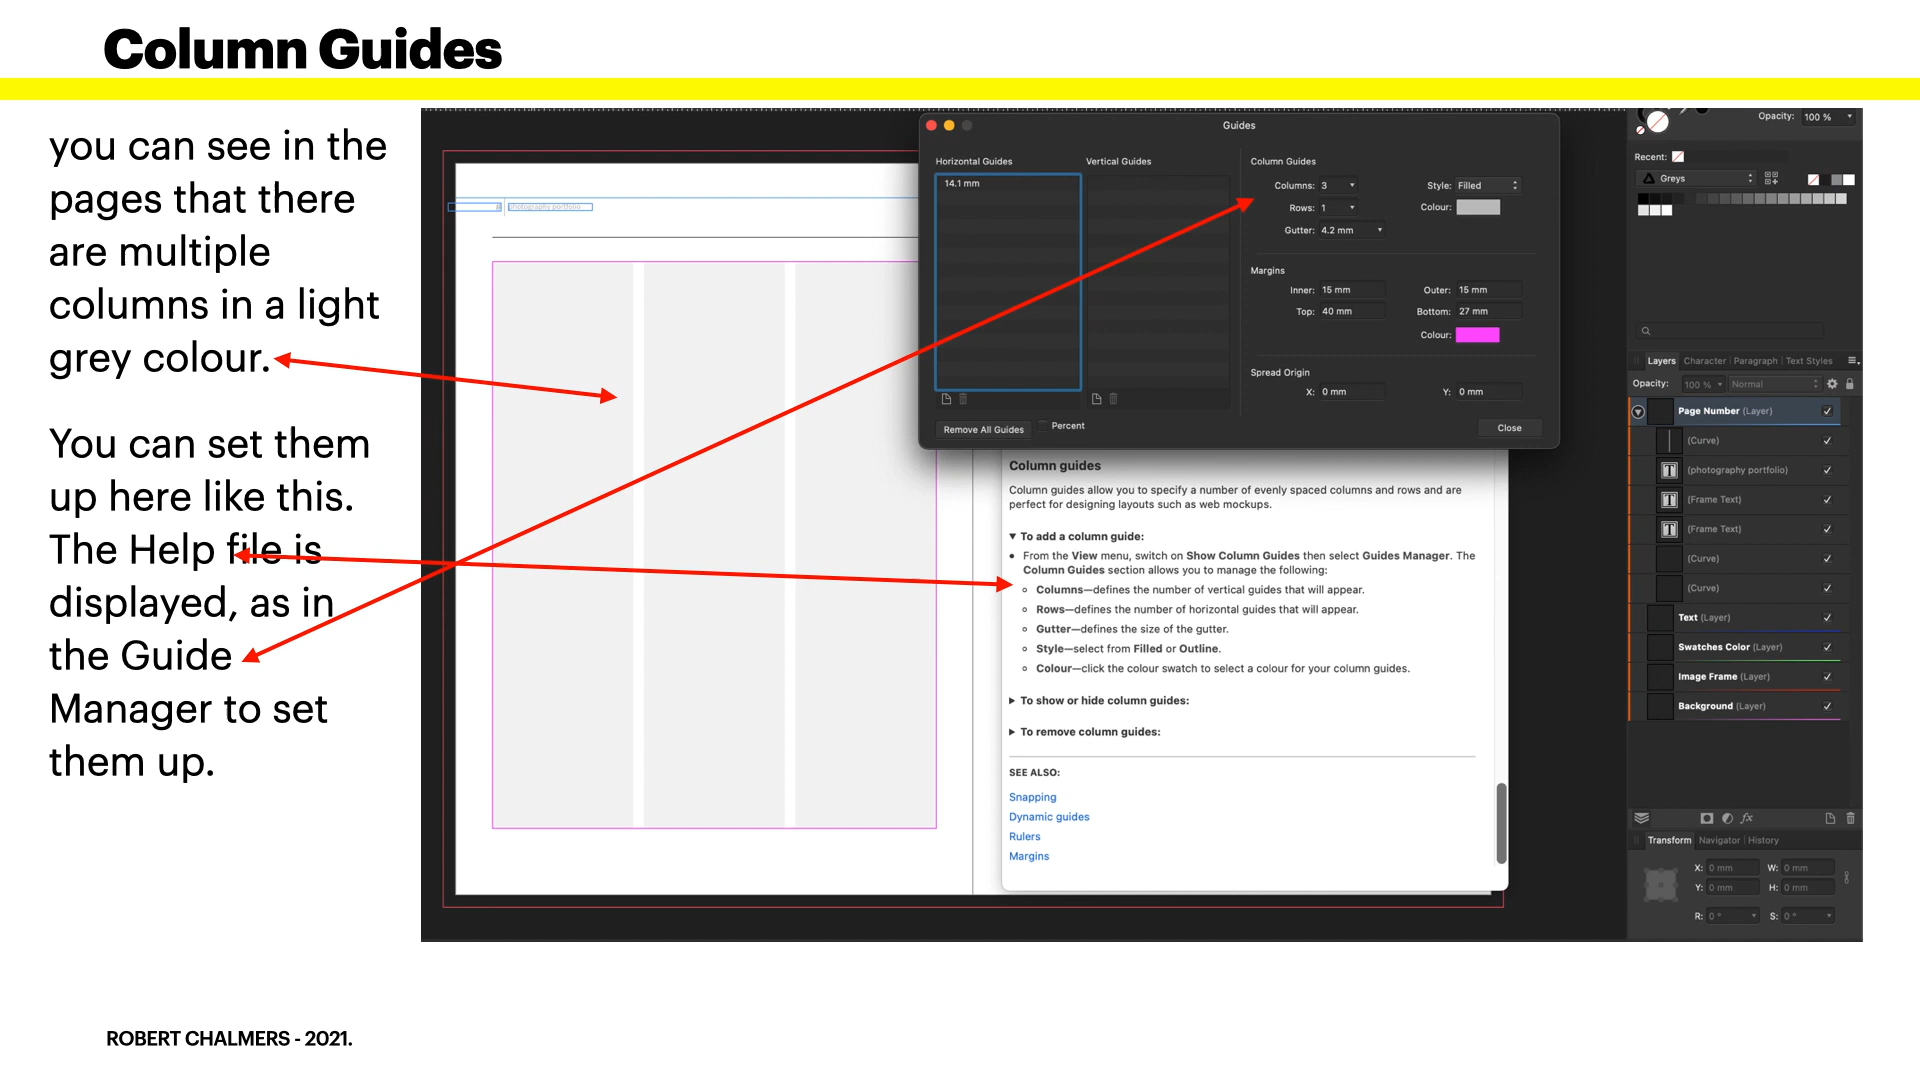 Column Guides
you can see in the
pages that there
are multiple
columns in a light
grey colour.
You can set them
up here like this.
The Help file is
displayed, as in
the Guide
Manager to set
them up.
photography portfolio
Guides
Horizontal Guides
Vertical Guides
14.1 mm
Remove All Guides
Percent
Column Guides
Columns: 3
Style: Filled
Rows: 1
Colour:
Gutter: 4.2 mm
Margins
Inner: 15 mm
Outer: 15 mm
Top: 40 mm
Bottom: 27 mm
Colour:
Spread Origin
X: 0 mm
Y: 0 mm
Close
Column guides
Column guides allow you to specify a number of evenly spaced columns and rows and are
perfect for designing layouts such as web mockups.
To add a column guide:
From the View menu, switch on Show Column Guides then select Guides Manager. The
Column Guides section allows you to manage the following:
Columns—defines the number of vertical guides that will appear.
Rows—defines the number of horizontal guides that will appear.
Gutter—defines the size of the gutter.
Style—select from Filled or Outline.
Colour—click the colour swatch to select a colour for your column guides.
To show or hide column guides:
To remove column guides:
SEE ALSO:
Snapping
Dynamic guides
Rulers
Margins
Opacity: 100 %
Recent:
Greys
Layers Character Paragraph Text Styles
Opacity: 100 % Normal
Page Number (Layer)
(Curve)
(photography portfolio)
(Frame Text)
(Frame Text)
(Curve)
(Curve)
Text (Layer)
Swatches Color (Layer)
Image Frame (Layer)
Background (Layer)
fx
Transform Navigator History
X: 0 mm W: 0 mm
Y: 0 mm H: 0 mm
R: 0 ° S: 0 °
ROBERT CHALMERS - 2021.